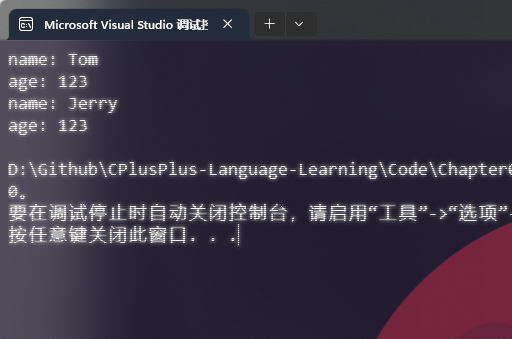 Microsoft Visual Studio 调试
name: Tom
age: 123
name: Jerry
age: 123
D:\Github\CPlusPlus-Language-Learning\Code\Chapter
0。
要在调试停止时自动关闭控制台，请启用“工具”->“选项”-
按任意键关闭此窗口. . .